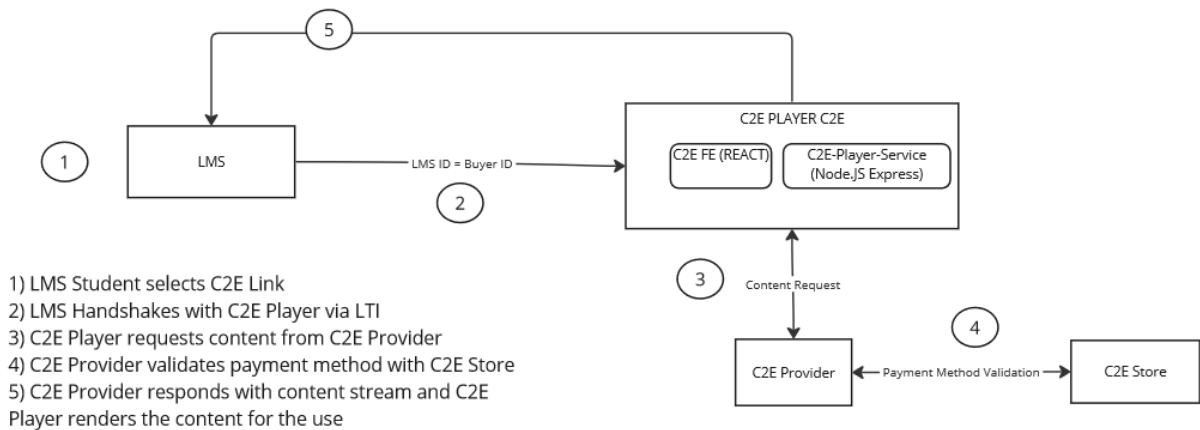 5
C2E PLAYER C2E
1
LMS
LMS ID = Buyer ID
C2E FE (REACT)
C2E-Player-Service
(Node.JS Express)
2
3
Content Request
1) LMS Student selects C2E Link
2) LMS Handshakes with C2E Player via LTI
3) C2E Player requests content from C2E Provider
4) C2E Provider validates payment method with C2E Store
5) C2E Provider responds with content stream and C2E
Player renders the content for the use
4
C2E Provider
Payment Method Validation
C2E Store